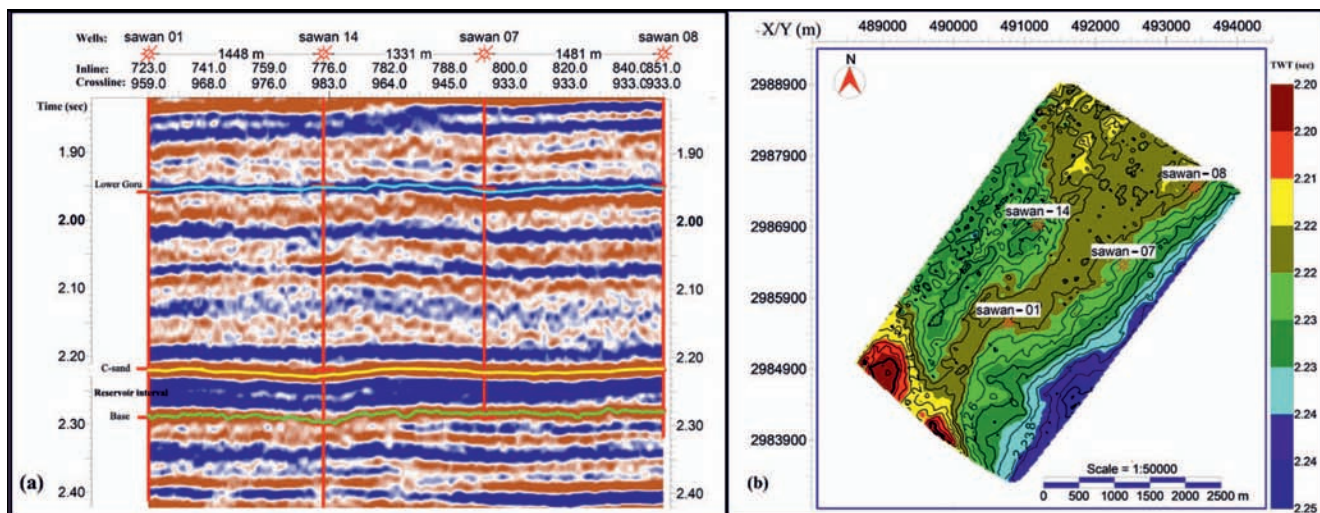 Wells: sawan 01 sawan 14 sawan 07 sawan 08
1448 m 1331 m 1481 m
Inline: 723.0 741.0 759.0 776.0 782.0 788.0 800.0 820.0 840.0 851.0
Crossline: 959.0 968.0 976.0 983.0 964.0 945.0 933.0 933.0 933.0 933.0
Time (sec)
1.90 1.90
Lower Goru
2.00 2.00
2.10 2.10
2.20 2.20
C-sand
Reservoir interval
Base
2.30 2.30
(a)
2.40 2.40
-X/Y (m) 489000 490000 491000 492000 493000 494000
N
TWT (sec)
2988900
2987900
2986900
2985900
2984900
2983900
sawan-08
sawan-14
sawan-07
sawan-01
2.226
2.20
2.20
2.21
2.22
2.22
2.23
2.23
2.24
2.24
2.25
Scale = 1:50000
0 500 1000 1500 2000 2500 m
(b)